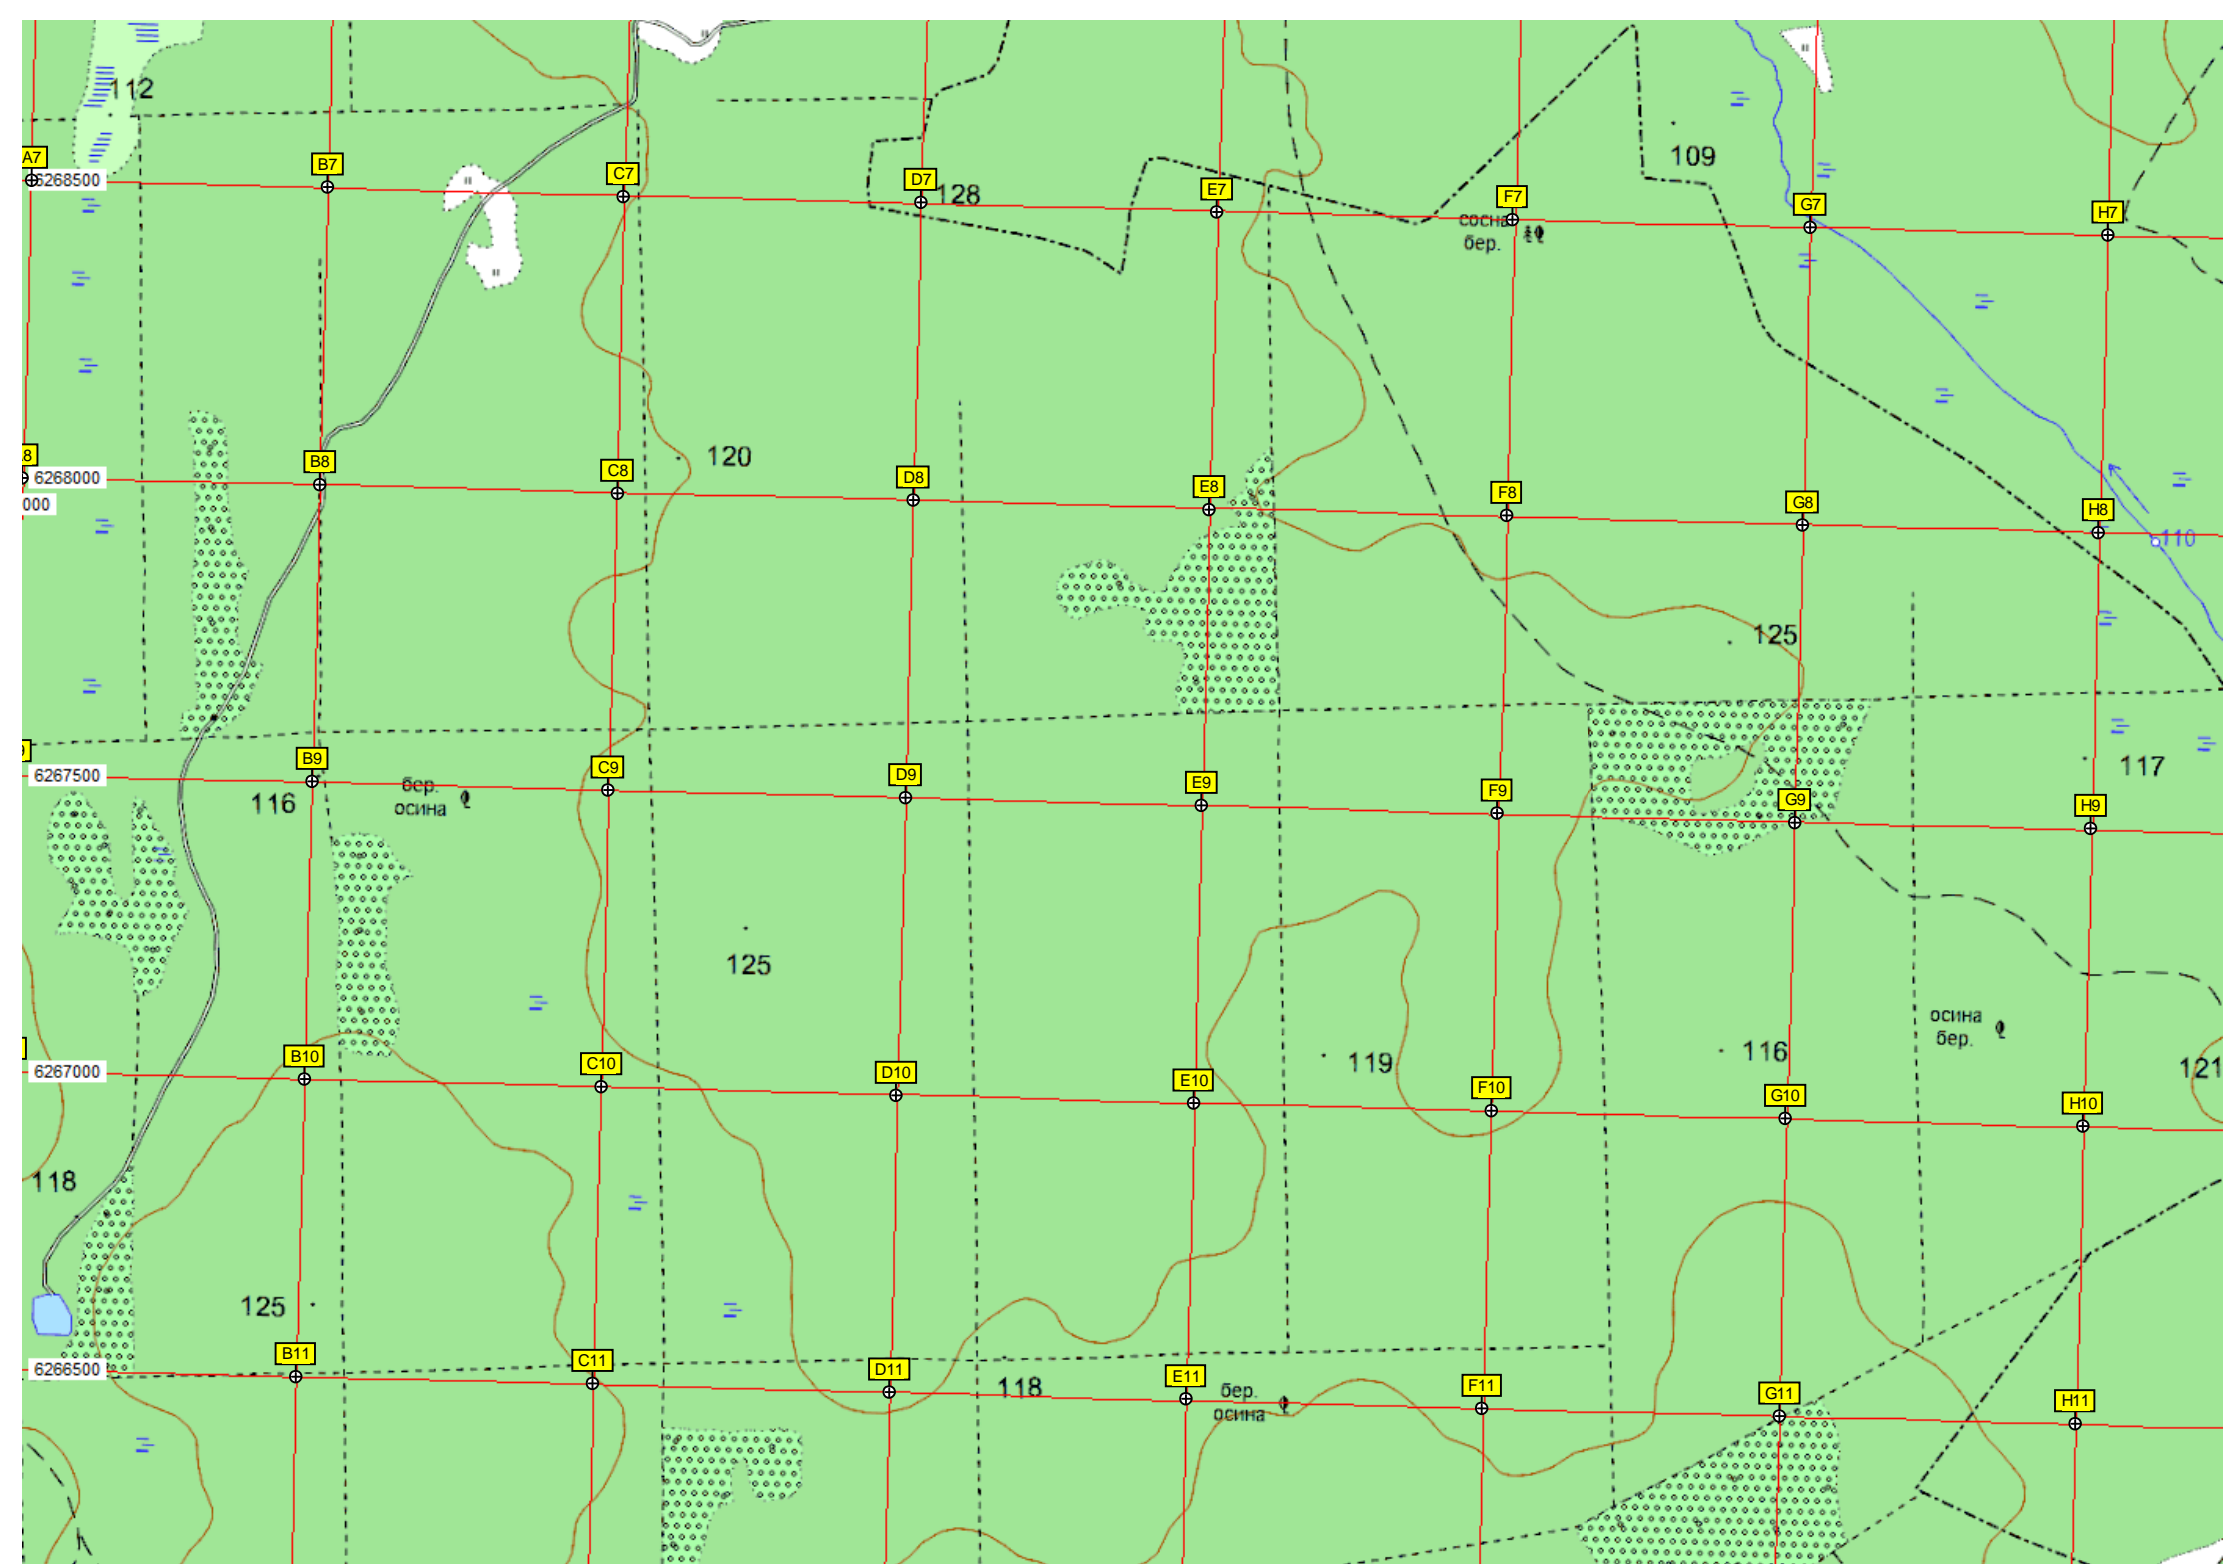 112
A7
B7
C7
D7
E7
F7
G7
H7
109
6268500
128
сосна
бер.
120
8
B8
C8
D8
E8
F8
G8
H8
6268000
000
110
125
9
B9
C9
D9
E9
F9
G9
H9
6267500
117
116
бер.
осина
125
осина
бер.
B10
C10
D10
E10
F10
G10
H10
6267000
119
116
121
118
125
B11
C11
D11
E11
F11
G11
H11
6266500
118
бер.
осина